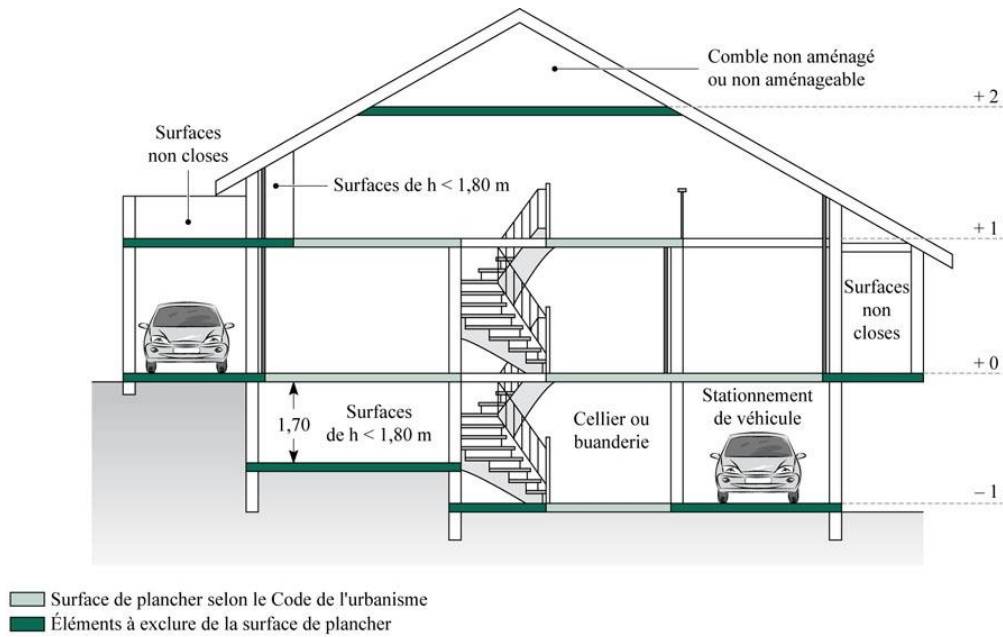 Comble non aménagé
ou non aménageable
+ 2
Surfaces
non closes
Surfaces de h < 1,80 m
+ 1
Surfaces
non
closes
+ 0
1,70
Surfaces
de h < 1,80 m
Cellier ou
buanderie
Stationnement
de véhicule
– 1
Surface de plancher selon le Code de l'urbanisme
Éléments à exclure de la surface de plancher